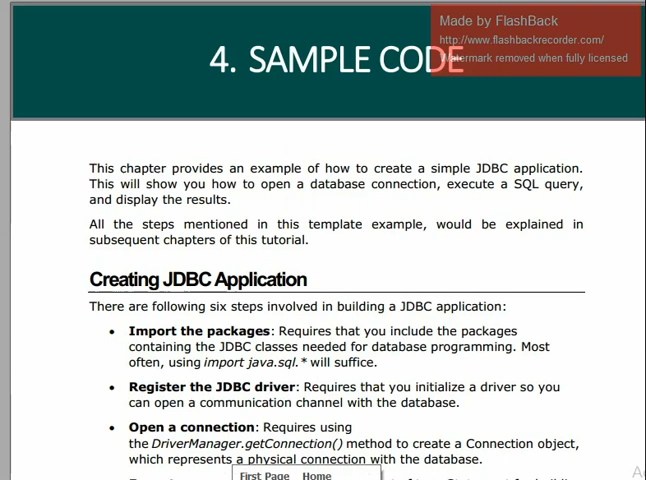 Made by FlashBack
http://www.flashbackrecorder.com/
Watermark removed when fully licensed
4. SAMPLE CODE
This chapter provides an example of how to create a simple JDBC application.
This will show you how to open a database connection, execute a SQL query,
and display the results.
All the steps mentioned in this template example, would be explained in
subsequent chapters of this tutorial.
Creating JDBC Application
There are following six steps involved in building a JDBC application:
• Import the packages: Requires that you include the packages
containing the JDBC classes needed for database programming. Most
often, using import java.sql.* will suffice.
• Register the JDBC driver: Requires that you initialize a driver so you
can open a communication channel with the database.
• Open a connection: Requires using
the DriverManager.getConnection() method to create a Connection object,
which represents a physical connection with the database.
First Page Home